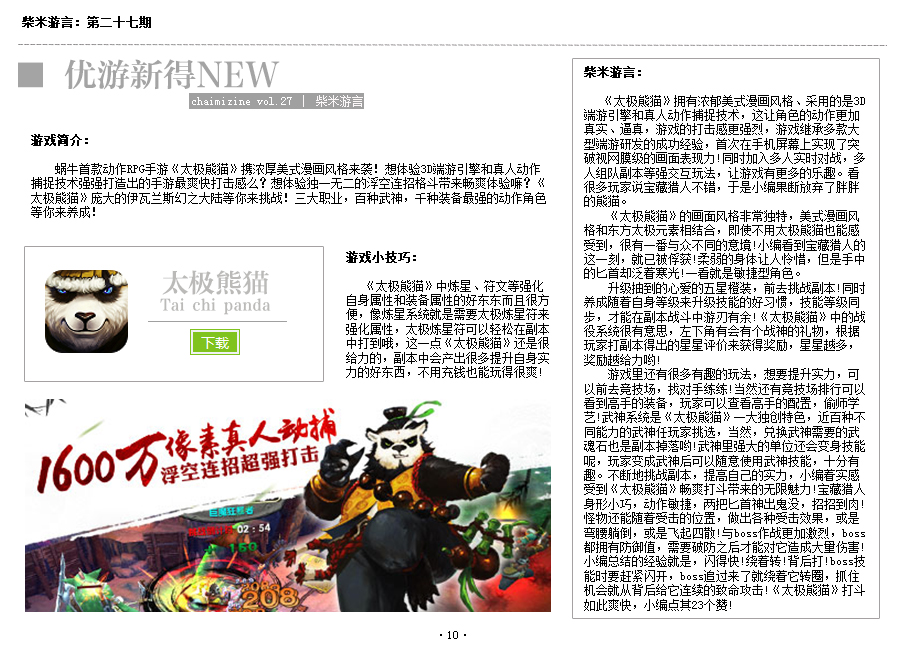 柴米游言：第二十七期
优游新得NEW
chaimizine vol.27 | 柴米游言
游戏简介：
蜗牛首款动作RPG手游《太极熊猫》携浓厚美式漫画风格来袭！想体验3D端游引擎和真人动作
捕捉技术强强打造出的手游最爽快打击感么？想体验独一无二的浮空连招格斗带来畅爽体验嘛？《
太极熊猫》庞大的伊瓦兰斯幻之大陆等你来挑战！三大职业，百种武神，千种装备最强的动作角色
等你来养成！
太极熊猫
Tai chi panda
下载
游戏小技巧：
《太极熊猫》中炼星、符文等强化
自身属性和装备属性的好东东而且很方
便，像炼星系统就是需要太极炼星符来
强化属性，太极炼星符可以轻松在副本
中打到哦，这一点《太极熊猫》还是很
给力的，副本中会产出很多提升自身实
力的好东西，不用充钱也能玩得很爽！
1600万像素真人动捕
浮空连招超强打击
02：54
208
柴米游言：
《太极熊猫》拥有浓郁美式漫画风格、采用的是3D
端游引擎和真人动作捕捉技术，这让角色的动作更加
真实、逼真，游戏的打击感更强烈，游戏继承多款大
型端游研发的成功经验，首次在手机屏幕上实现了突
破视网膜级的画面表现力！同时加入多人实时对战，多
人组队副本等强交互玩法，让游戏有更多的乐趣。看
很多玩家说宝藏猎人不错，于是小编果断放弃了胖胖
的熊猫。
《太极熊猫》的画面风格非常独特，美式漫画风
格和东方太极元素相结合，即使不用太极熊猫也能感
受到，很有一番与众不同的意境！小编看到宝藏猎人的
这一刻，就已被俘获！柔弱的身体让人怜惜，但是手中
的匕首却泛着寒光！一看就是敏捷型角色。
升级抽到的心爱的五星橙装，前去挑战副本！同时
养成随着自身等级来升级技能的好习惯，技能等级同
步，才能在副本战斗中游刃有余！《太极熊猫》中的战
役系统很有意思，左下角有会有个战神的礼物，根据
玩家打副本得出的星星评价来获得奖励，星星越多，
奖励越给力哟！
游戏里还有很多有趣的玩法，想要提升实力，可
以前去竞技场，找对手练练！当然还有竞技场排行可以
看到高手的装备，玩家可以查看高手的配置，偷师学
艺！武神系统是《太极熊猫》一大独创特色，近百种不
同能力的武神任玩家挑选，当然，兑换武神需要的武
魂石也是副本掉落哟！武神里强大的单位还会变身技能
呢，玩家变成武神后可以随意使用武神技能，十分有
趣。不断地挑战副本，提高自己的实力，小编着实感
受到《太极熊猫》畅爽打斗带来的无限魅力！宝藏猎人
身形小巧，动作敏捷，两把匕首神出鬼没，招招到肉！
怪物还能随着受击的位置，做出各种受击效果，或是
弯腰躺倒，或是飞起四散！与boss作战更加激烈，boss
都拥有防御值，需要破防之后才能对它造成大量伤害！
小编总结的经验就是，闪得快！绕着转！背后打！boss技
能时要赶紧闪开，boss追过来了就绕着它转圈，抓住
机会就从背后给它连续的致命攻击！《太极熊猫》打斗
如此爽快，小编点其23个赞！
· 10 ·